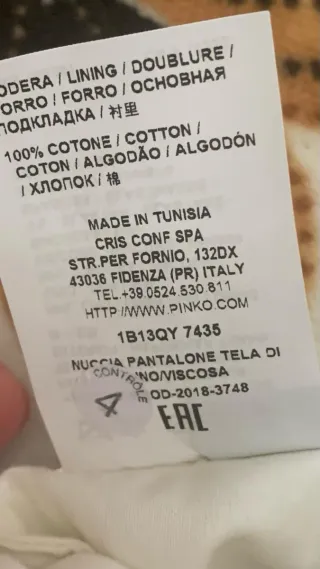 ODERA / LINING / DOUBLURE /
ORRO / FORRO / ОСНОВНАЯ
ПОДКЛАДКА / 衬里
100% COTONE / COTTON /
COTON / ALGODÃO / ALGODÓN
/ ХЛОПОК / 棉
MADE IN TUNISIA
CRIS CONF SPA
STR.PER FORNIO, 132DX
43036 FIDENZA (PR) ITALY
TEL.+39.0524.530.811
HTTP://WWW.PINKO.COM
1B13QY 7435
NUCCIA PANTALONE TELA DI
NO/VISCOSA
OD-2018-3748
CONTRÔLE
4
EAC